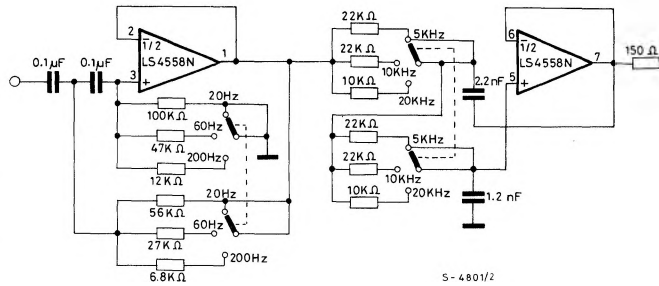 0.1µF
0.1µF
2
3
1
–
+
1/2
LS4558N
100KΩ
47KΩ
12KΩ
20Hz
60Hz
200Hz
56KΩ
27KΩ
6.8KΩ
20Hz
60Hz
200Hz
22KΩ
22KΩ
10KΩ
5KHz
10KHz
20KHz
2.2nF
22KΩ
22KΩ
10KΩ
5KHz
10KHz
20KHz
1.2 nF
6
5
7
–
+
1/2
LS4558N
150Ω
S-4801/2